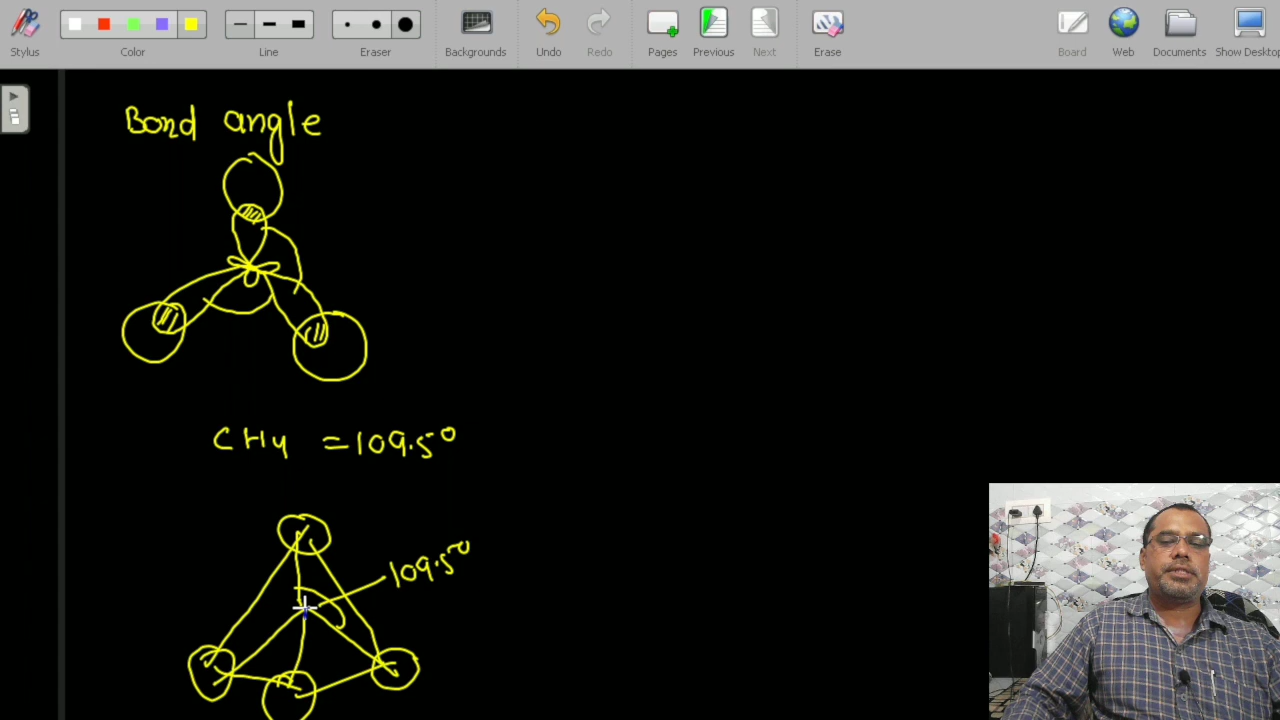 Stylus Color Line Eraser Backgrounds Undo Redo Pages Previous Next Erase Board Web Documents Show Desktop
Bond angle
CH4 = 109.5°
109.5°